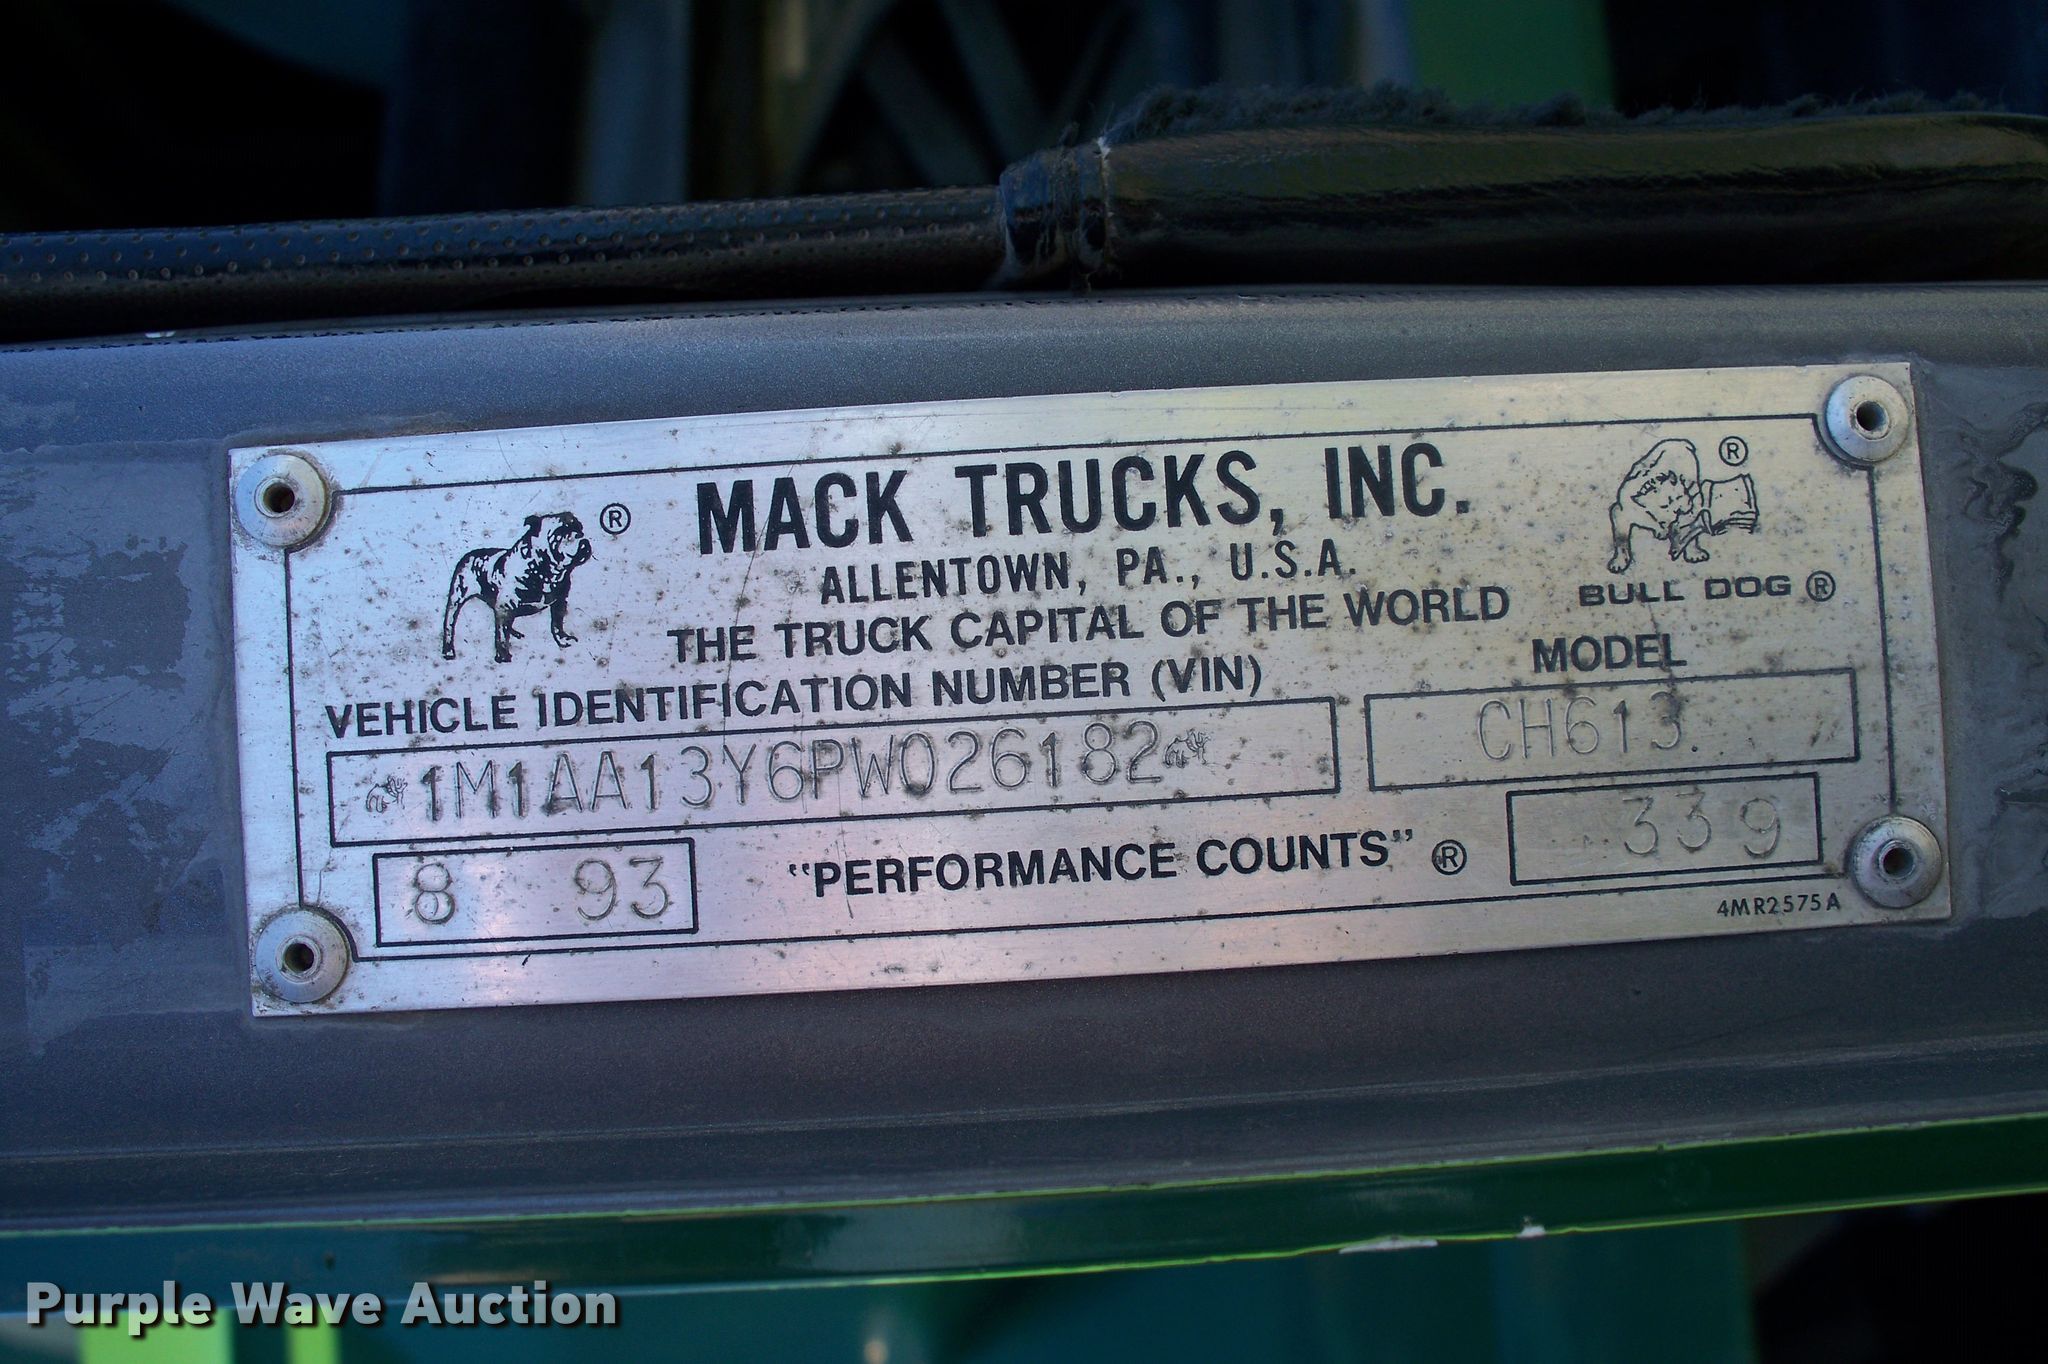 MACK TRUCKS, INC.
ALLENTOWN, PA., U.S.A.
THE TRUCK CAPITAL OF THE WORLD
®
®
BULL DOG ®
VEHICLE IDENTIFICATION NUMBER (VIN)
MODEL
1M1AA13Y6PW026182
CH613
8 93
"PERFORMANCE COUNTS" ®
339
4MR2575A
Purple Wave Auction